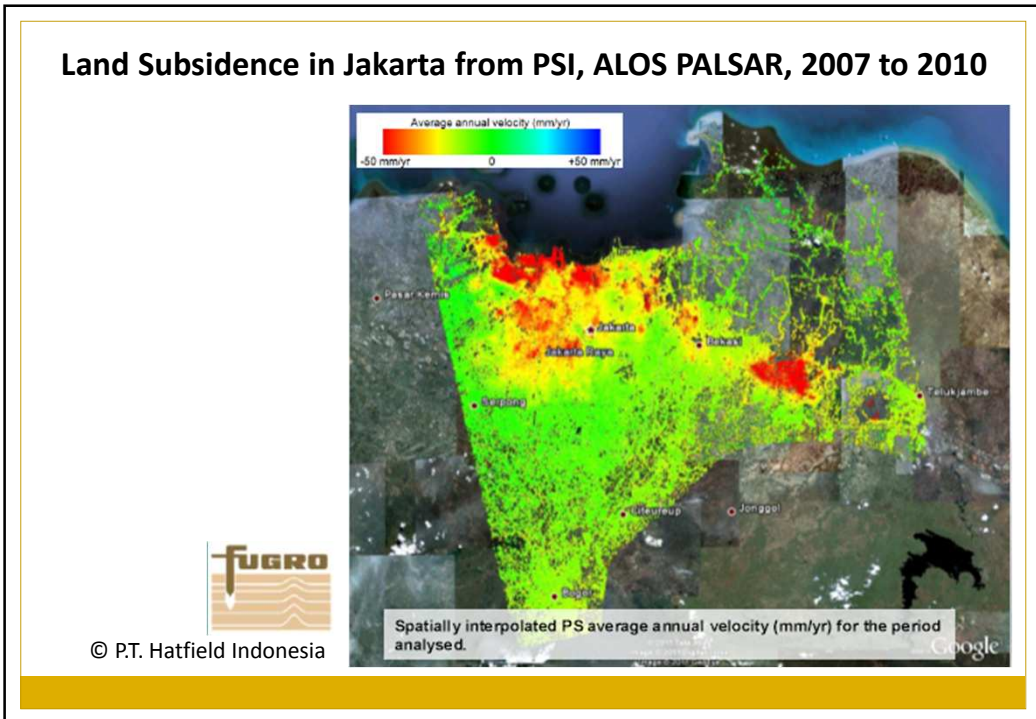 Land Subsidence in Jakarta from PSI, ALOS PALSAR, 2007 to 2010
Average annual velocity (mm/yr)
-50 mm/yr 0 +50 mm/yr
Pasar Kemis
Jakarta
Bekasi
Jakarta Raya
Telukjambe
Serpong
Citeureup
Jonggol
Bogor
Spatially interpolated PS average annual velocity (mm/yr) for the period
analysed.
Google
FUGRO
© P.T. Hatfield Indonesia